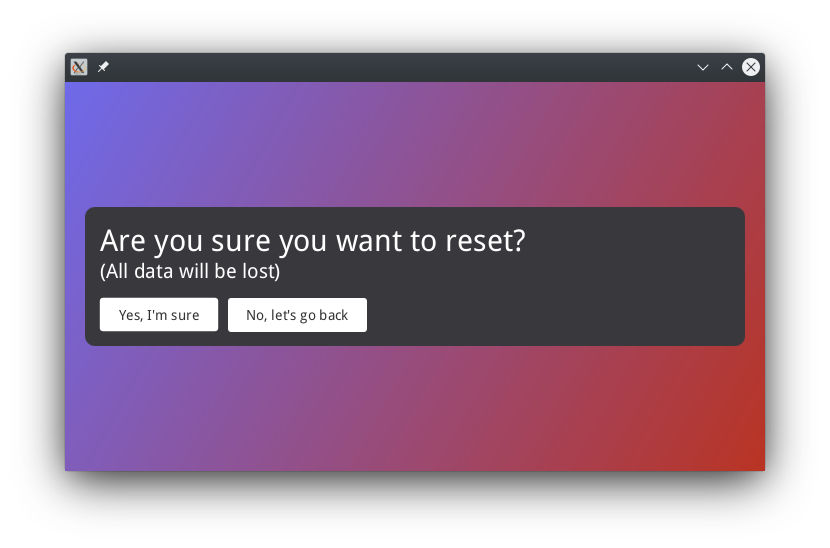 Are you sure you want to reset?
(All data will be lost)
Yes, I'm sure
No, let's go back